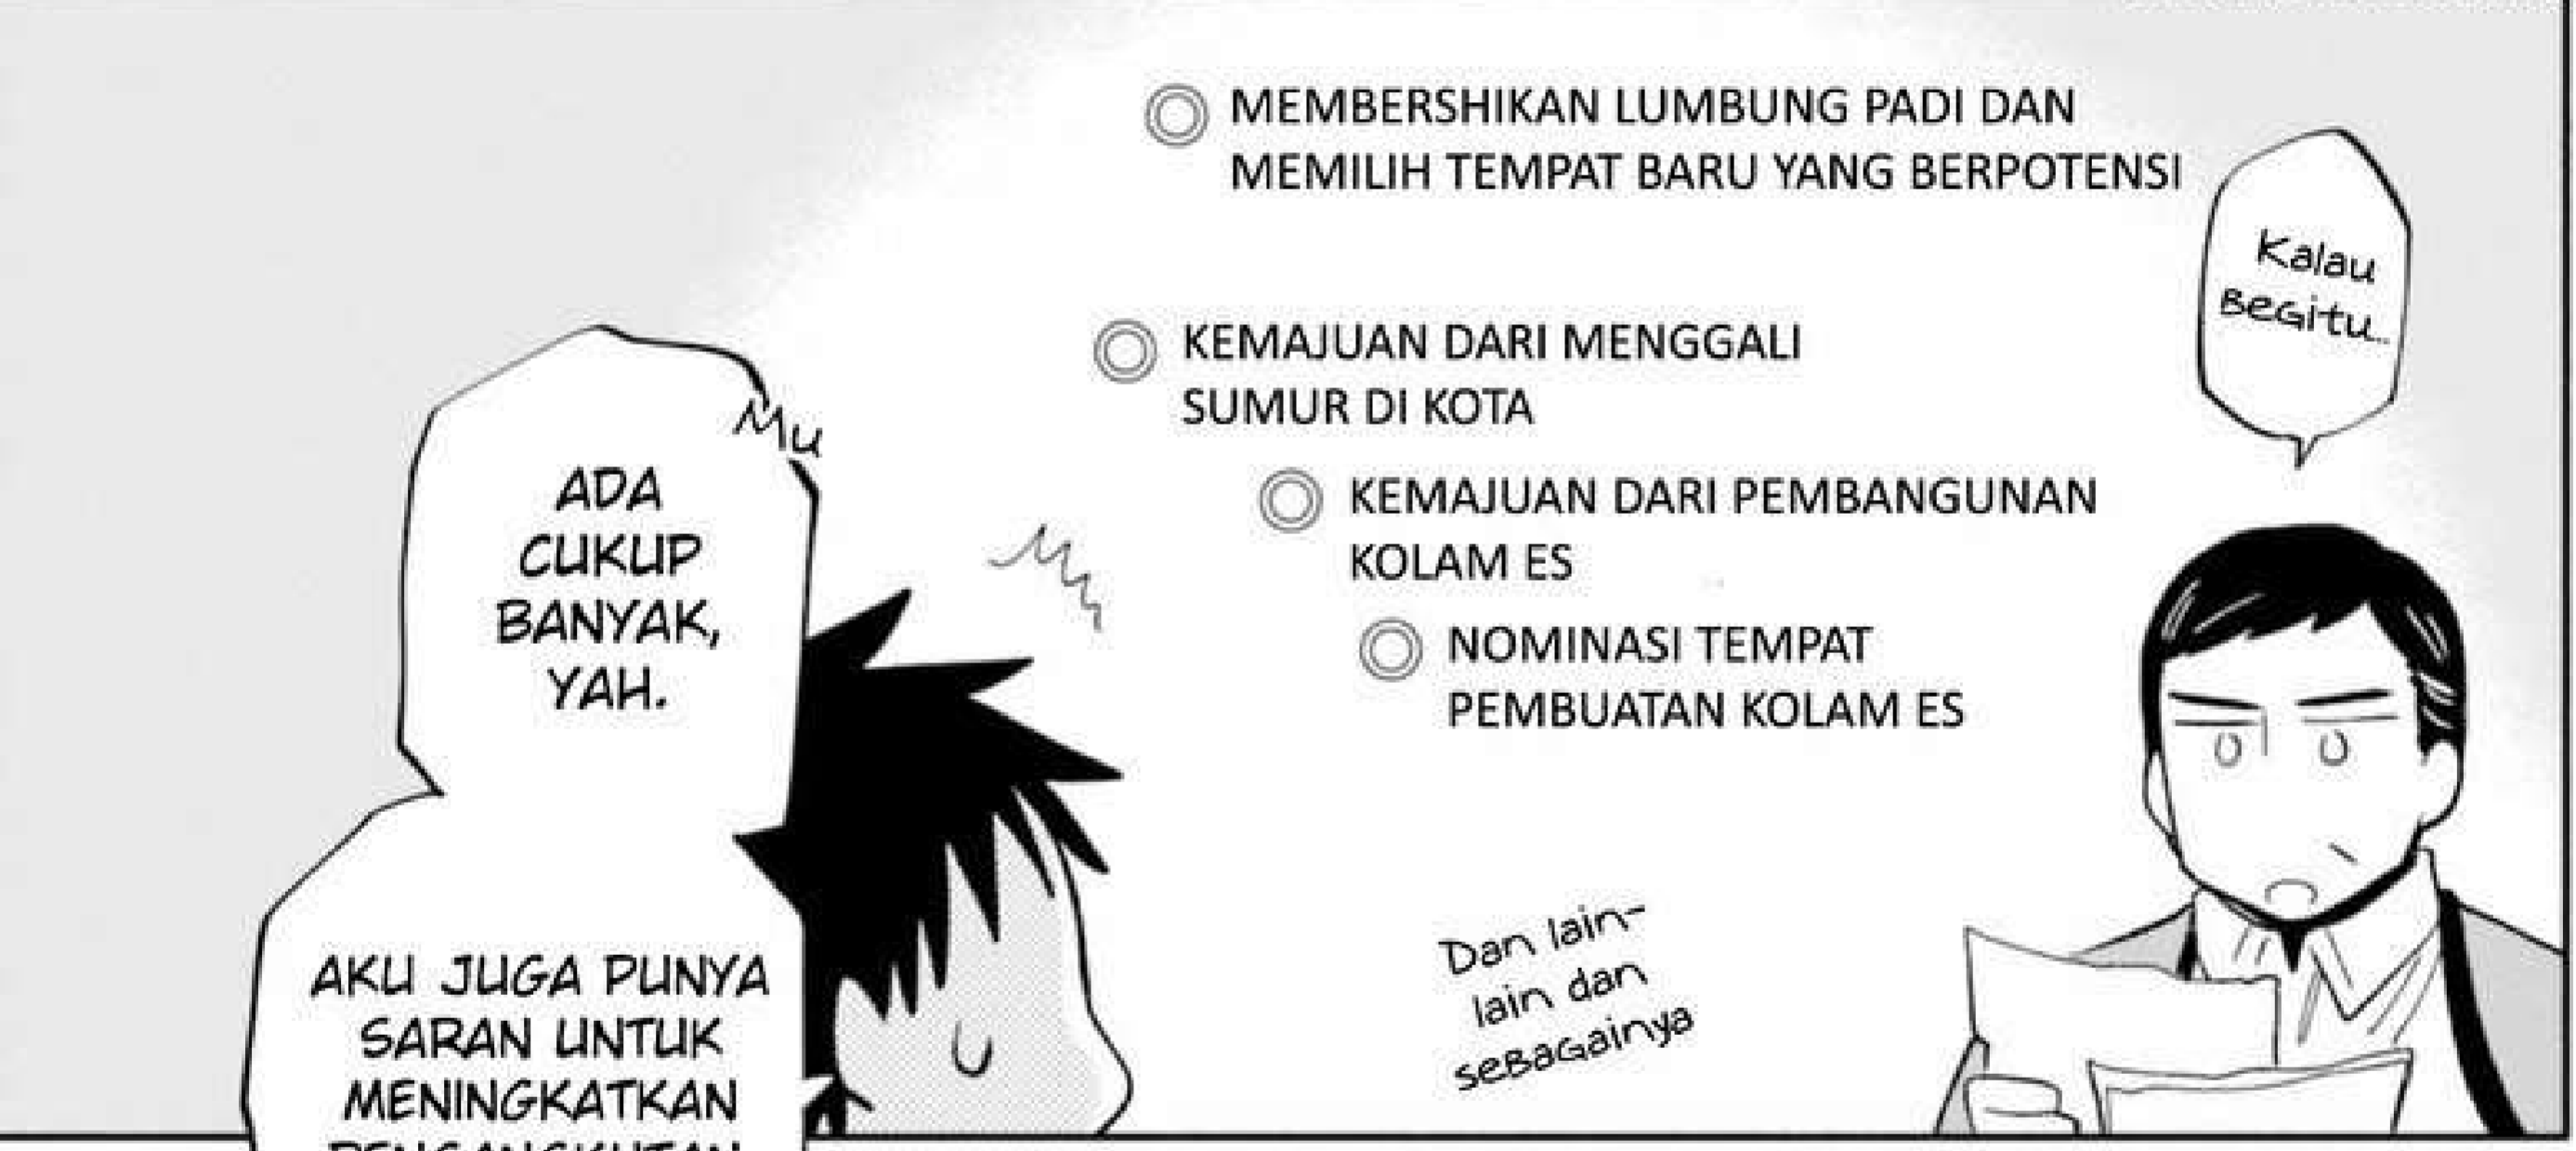 MEMBERSHIKAN LUMBUNG PADI DAN
MEMILIH TEMPAT BARU YANG BERPOTENSI
Kalau
Begitu..
KEMAJUAN DARI MENGGALI
SUMUR DI KOTA
KEMAJUAN DARI PEMBANGUNAN
KOLAM ES
NOMINASI TEMPAT
PEMBUATAN KOLAM ES
Dan lain-
lain dan
sebagainya
Mu
ADA
CUKUP
BANYAK,
YAH.
AKU JUGA PUNYA
SARAN UNTUK
MENINGKATKAN